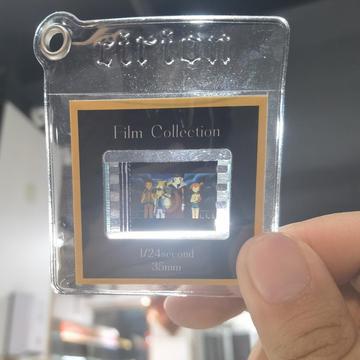 Film Collection
1/24second
35mm